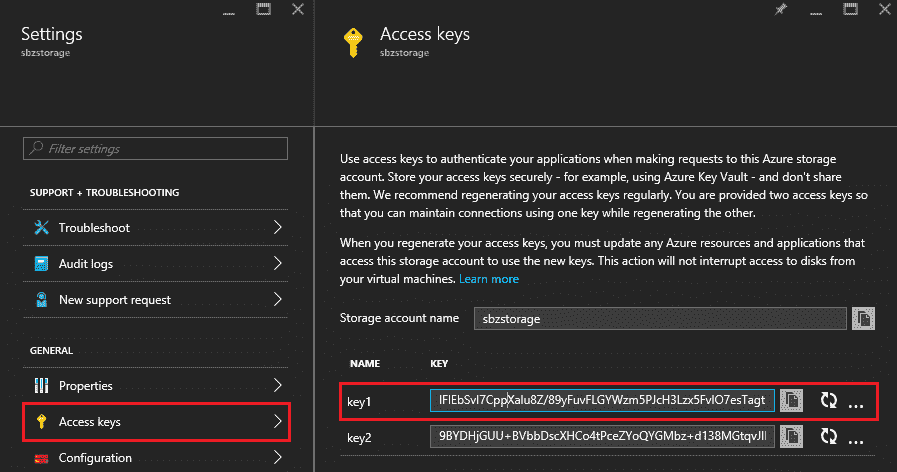 Settings
sbzstorage
Filter settings
SUPPORT + TROUBLESHOOTING
Troubleshoot
Audit logs
New support request
GENERAL
Properties
Access keys
Configuration
Access keys
sbzstorage
Use access keys to authenticate your applications when making requests to this Azure storage
account. Store your access keys securely - for example, using Azure Key Vault - and don't share
them. We recommend regenerating your access keys regularly. You are provided two access keys so
that you can maintain connections using one key while regenerating the other.
When you regenerate your access keys, you must update any Azure resources and applications that
access this storage account to use the new keys. This action will not interrupt access to disks from
your virtual machines. Learn more
Storage account name sbzstorage
NAME KEY
key1
key2